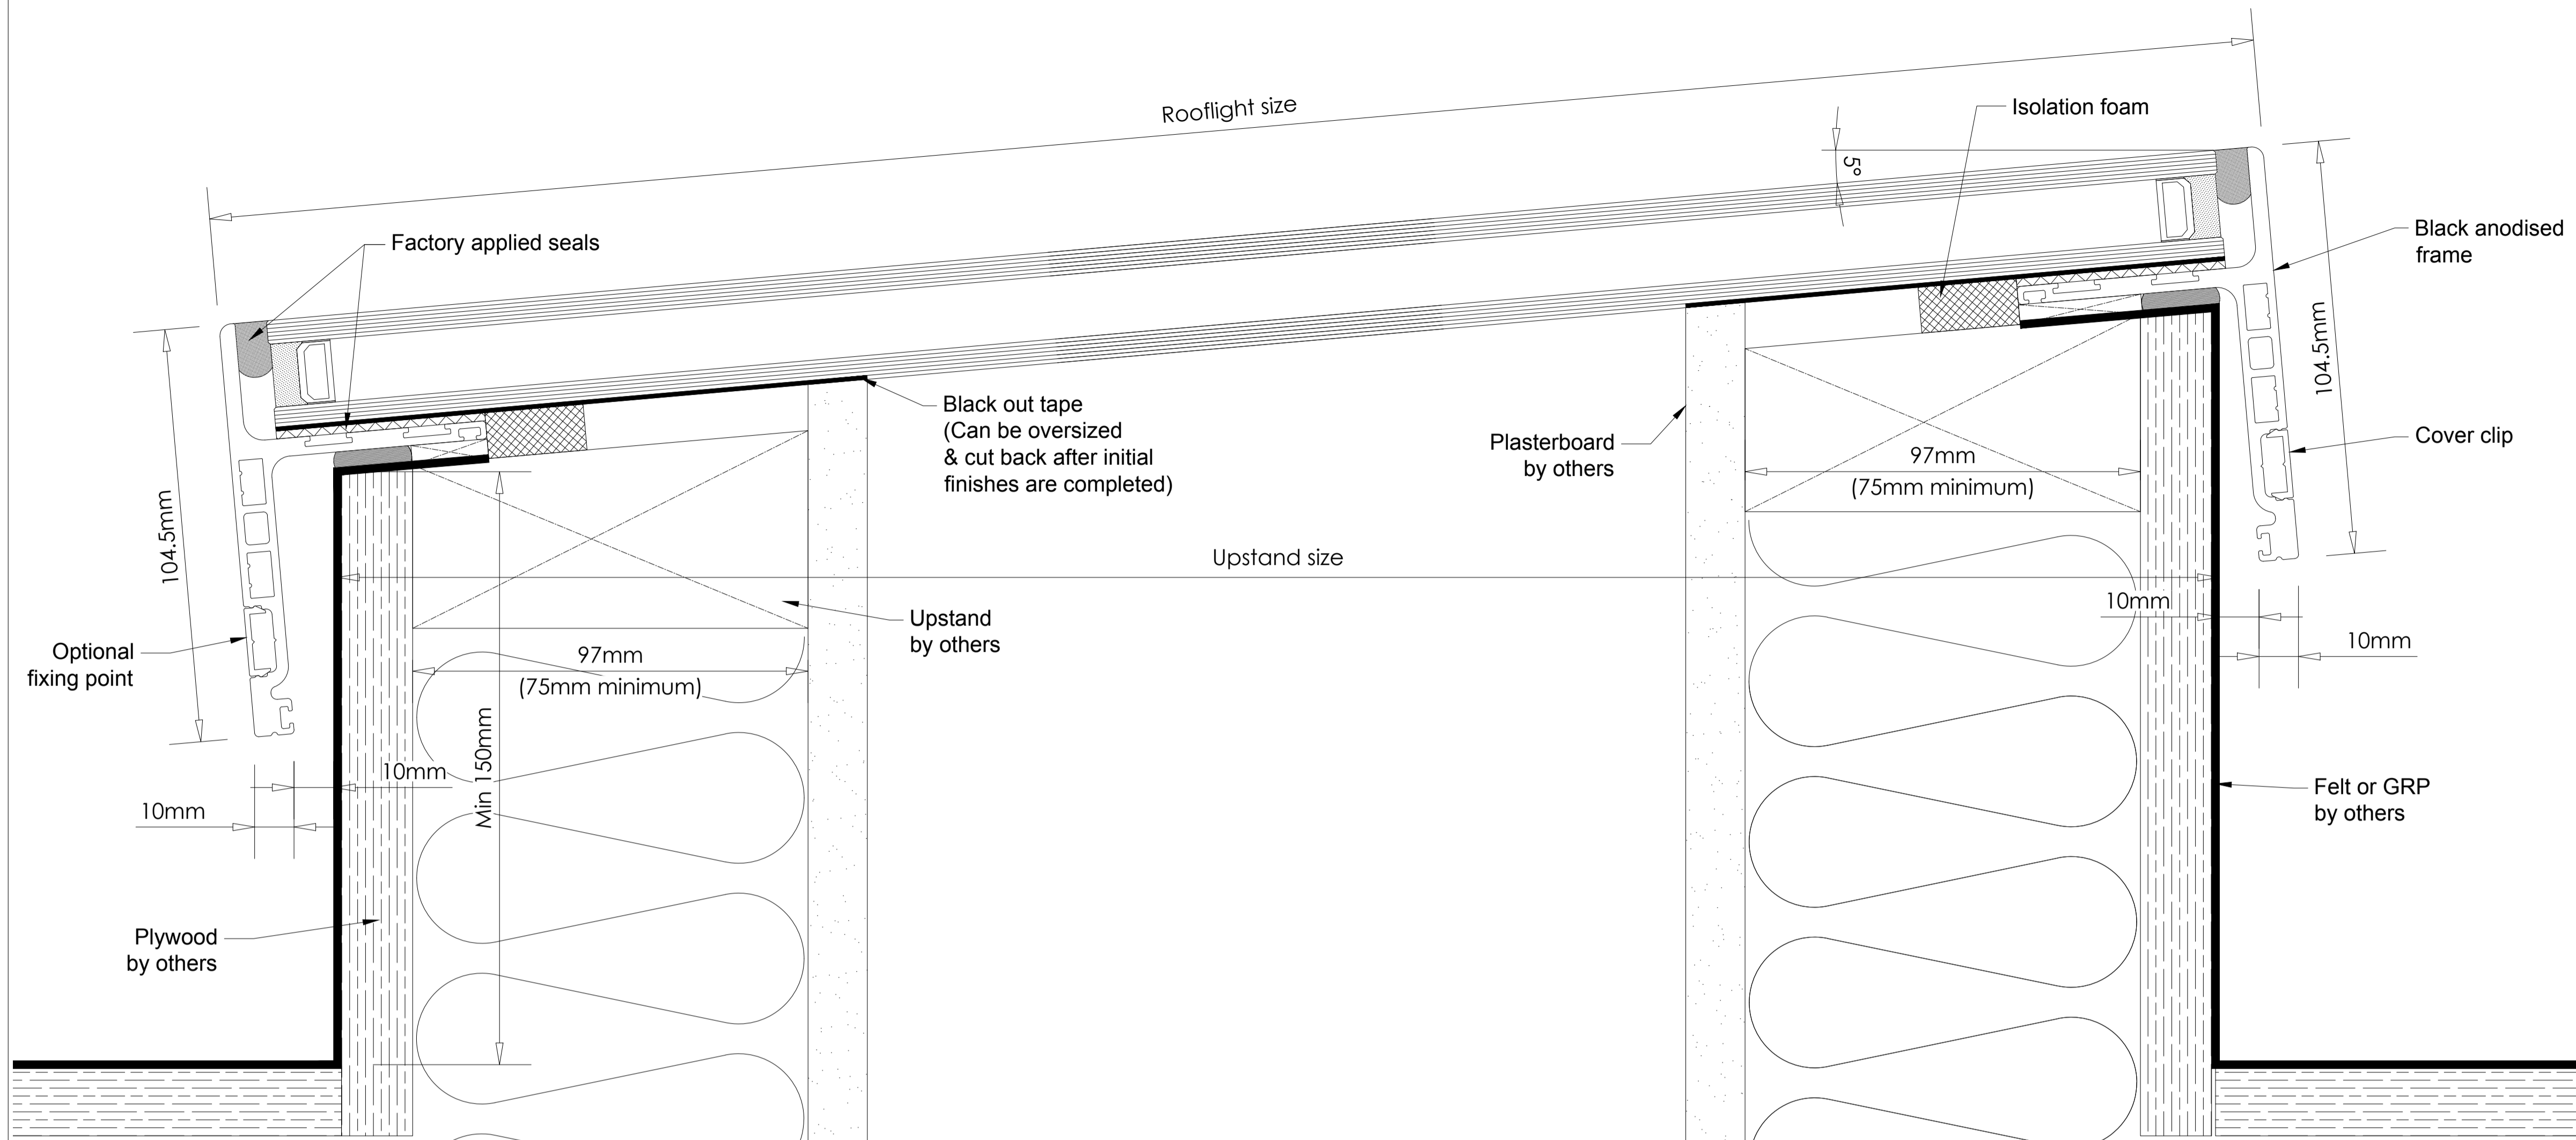 Rooflight size
Isolation foam
5°
Factory applied seals
Black anodised
frame
104.5mm
104.5mm
Black out tape
(Can be oversized
& cut back after initial
finishes are completed)
Plasterboard
by others
97mm
(75mm minimum)
Cover clip
Upstand size
Upstand
by others
10mm
10mm
Optional
fixing point
97mm
(75mm minimum)
Min 150mm
10mm
10mm
Felt or GRP
by others
Plywood
by others